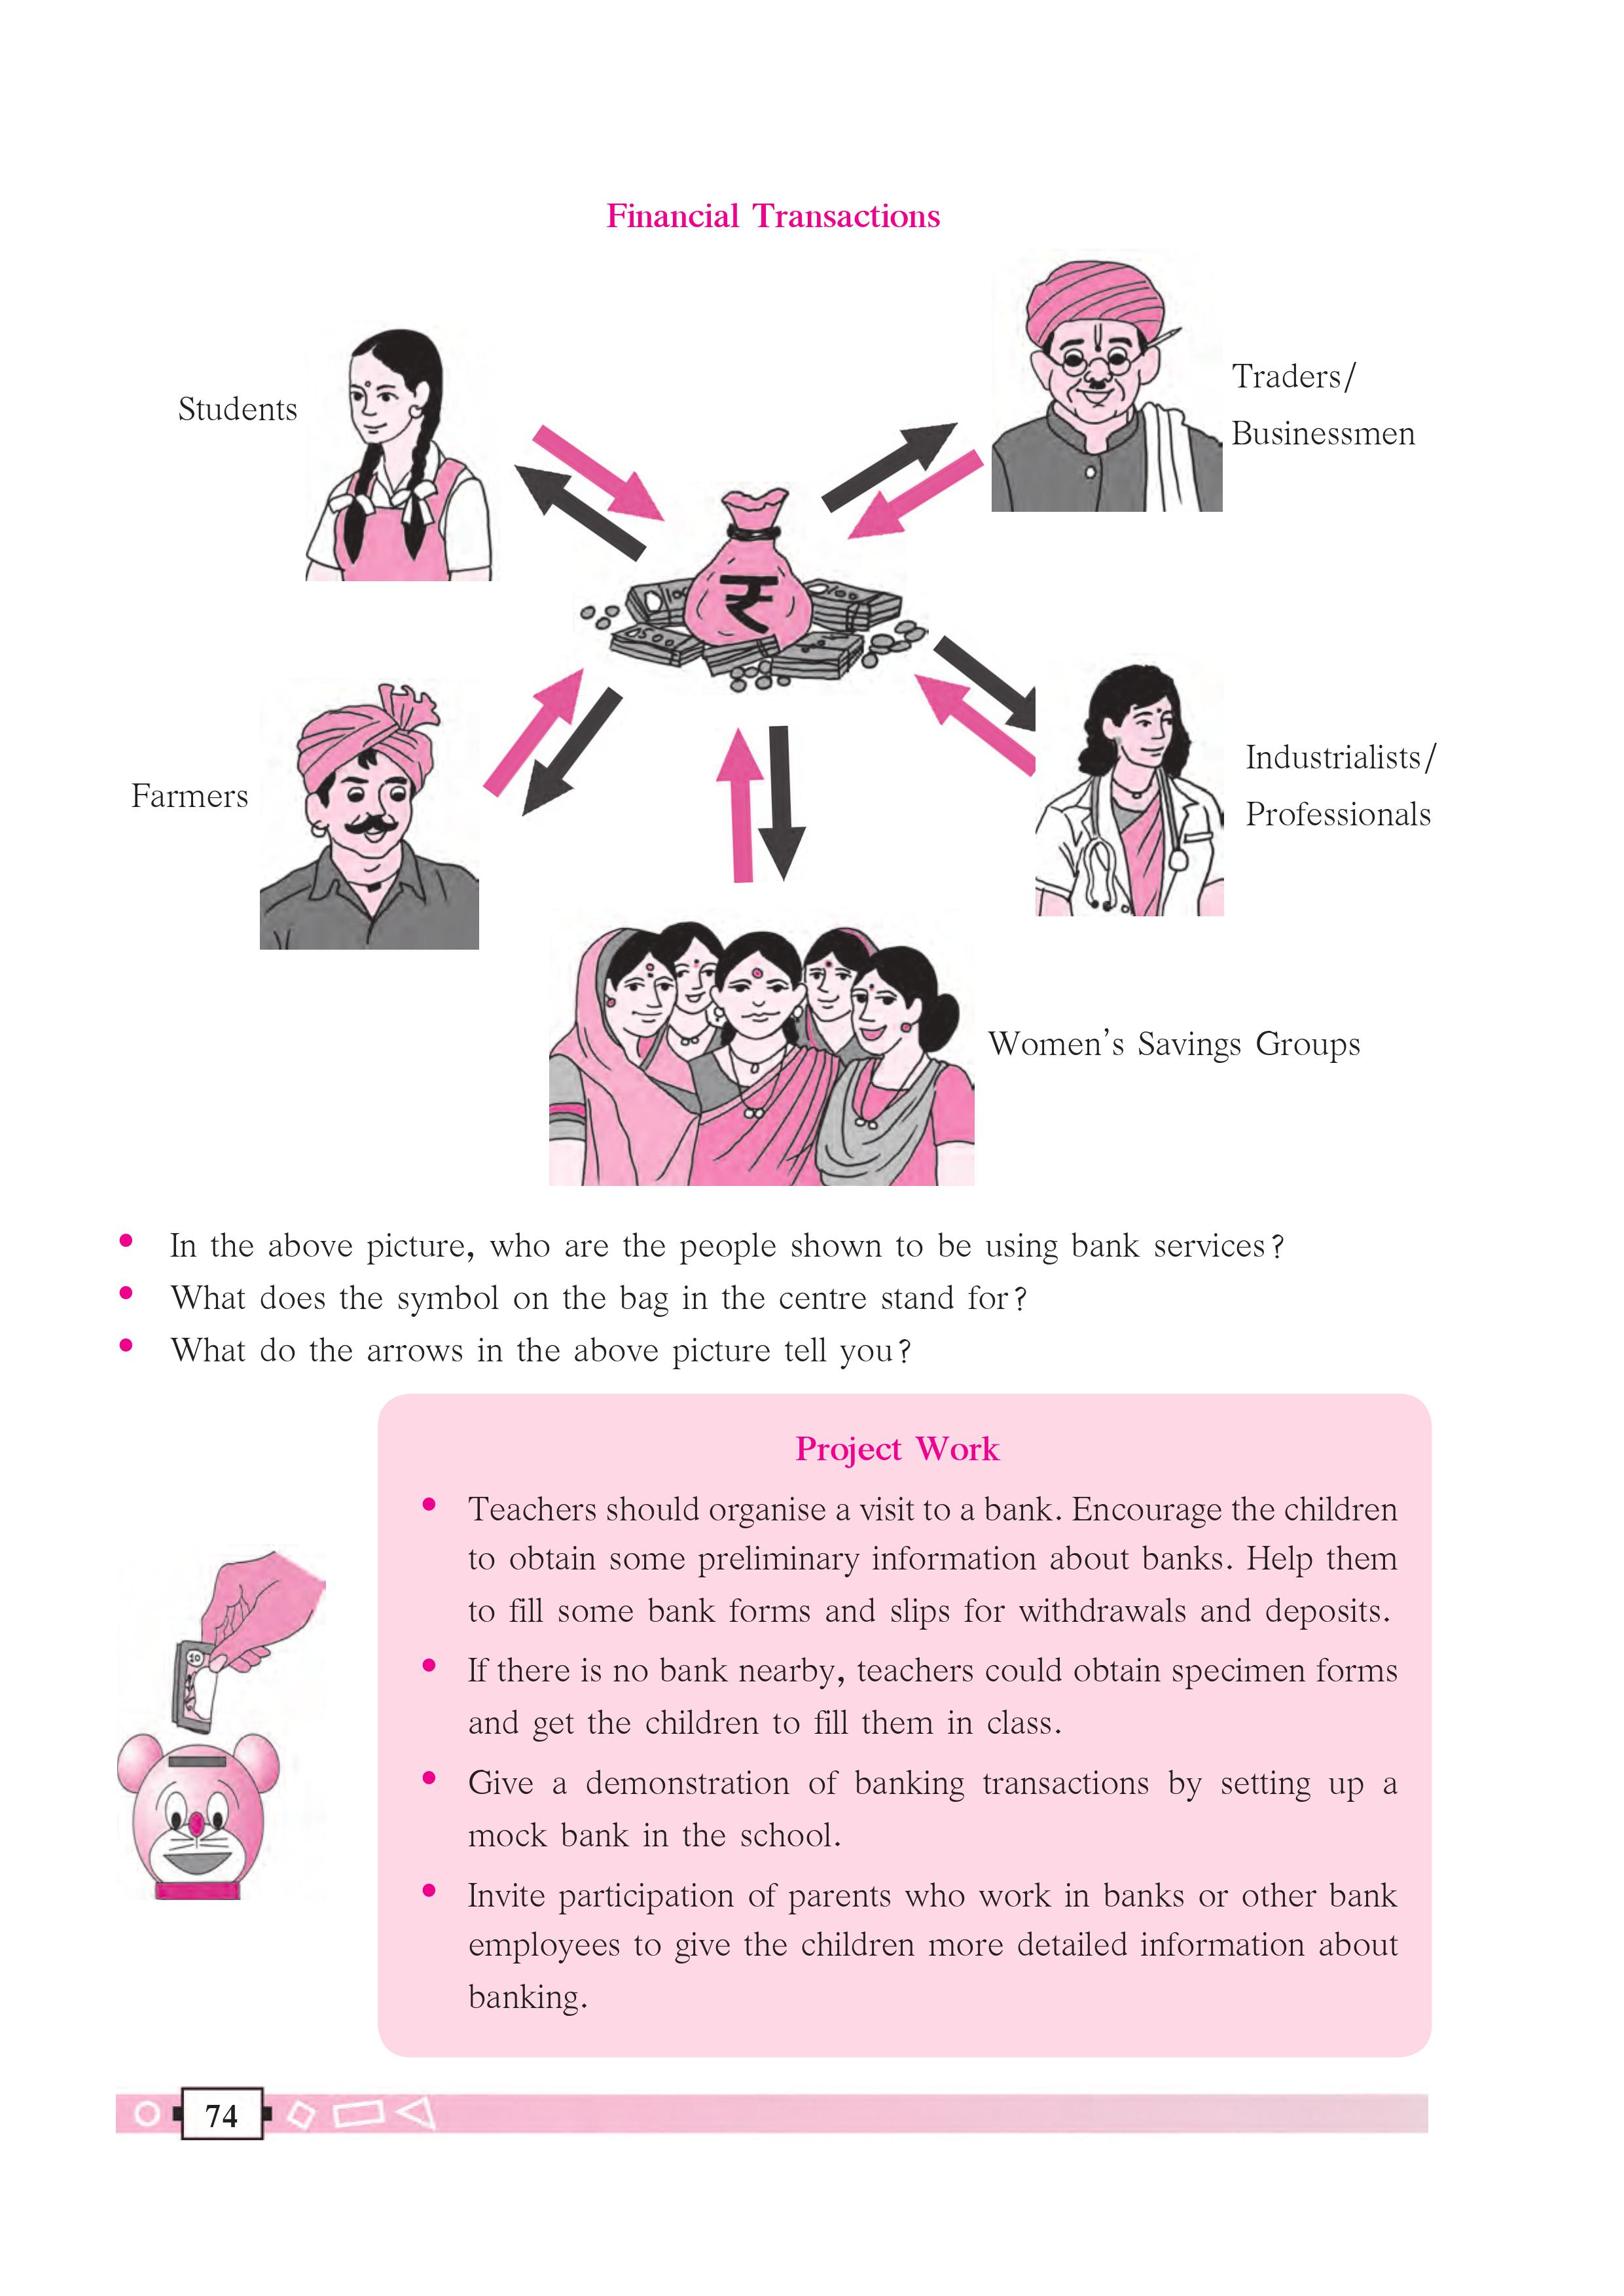 Financial Transactions
Students
Traders/
Businessmen
₹
100
100
500
Farmers
Industrialists/
Professionals
Women's Savings Groups
• In the above picture, who are the people shown to be using bank services?
• What does the symbol on the bag in the centre stand for?
• What do the arrows in the above picture tell you?
Project Work
• Teachers should organise a visit to a bank. Encourage the children
to obtain some preliminary information about banks. Help them
to fill some bank forms and slips for withdrawals and deposits.
• If there is no bank nearby, teachers could obtain specimen forms
and get the children to fill them in class.
• Give a demonstration of banking transactions by setting up a
mock bank in the school.
• Invite participation of parents who work in banks or other bank
employees to give the children more detailed information about
banking.
10
74